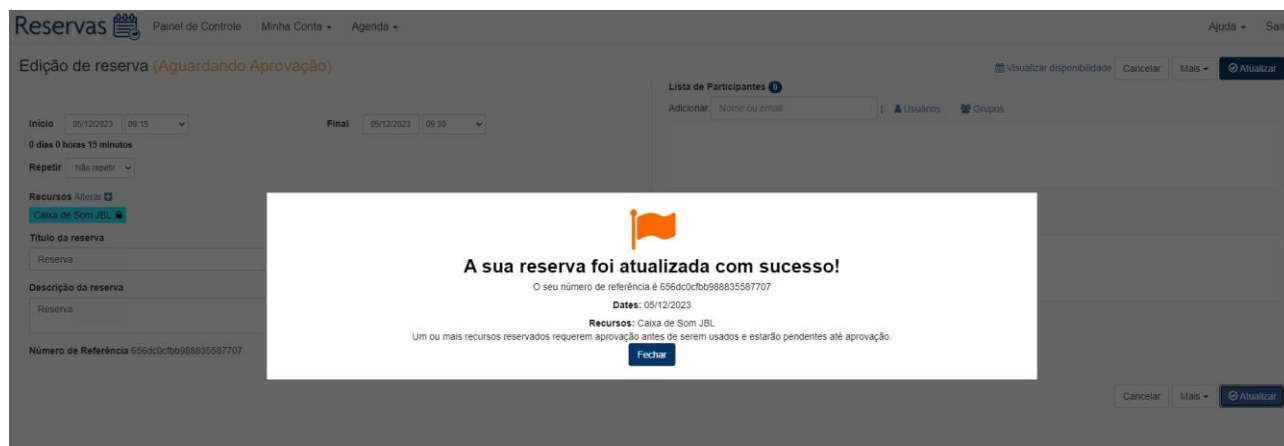 Reservas Painel de Controle Minha Conta Agenda Ajuda Sair
Edição de reserva (Aguardando Aprovação) Visualizar disponibilidade Cancelar Mais Atualizar
Lista de Participantes 0
Adicionar Nome ou email | Usuários Grupos
Início 05/12/2023 09:15 Final 05/12/2023 09:30
0 dias 0 horas 15 minutos
Repetir Não repetir
Recursos Alterar
Caixa de Som JBL
Título da reserva
Reserva
Descrição da reserva
Reserva
Número de Referência 656dc0cfbb988835587707
A sua reserva foi atualizada com sucesso!
O seu número de referência é 656dc0cfbb988835587707
Dates: 05/12/2023
Recursos: Caixa de Som JBL
Um ou mais recursos reservados requerem aprovação antes de serem usados e estarão pendentes até aprovação.
Fechar
Cancelar Mais Atualizar